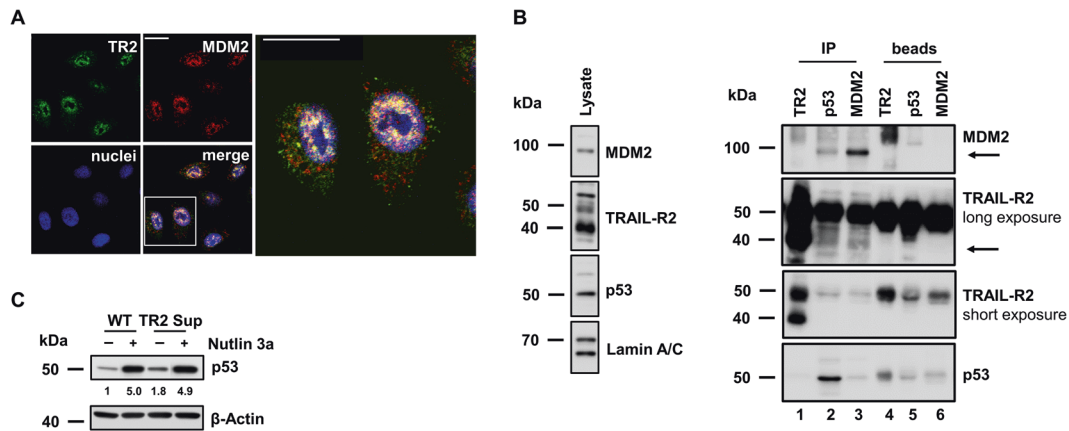 A
TR2
MDM2
nuclei
merge
B
kDa
Lysate
100
MDM2
50
TRAIL-R2
40
50
p53
70
Lamin A/C
IP
beads
kDa
TR2
p53
MDM2
TR2
p53
MDM2
MDM2
100
TRAIL-R2
50
long exposure
40
50
TRAIL-R2
40
short exposure
50
p53
1 2 3 4 5 6
C
WT TR2 Sup
kDa
– + – + Nutlin 3a
50
p53
1 5.0 1.8 4.9
40
β-Actin